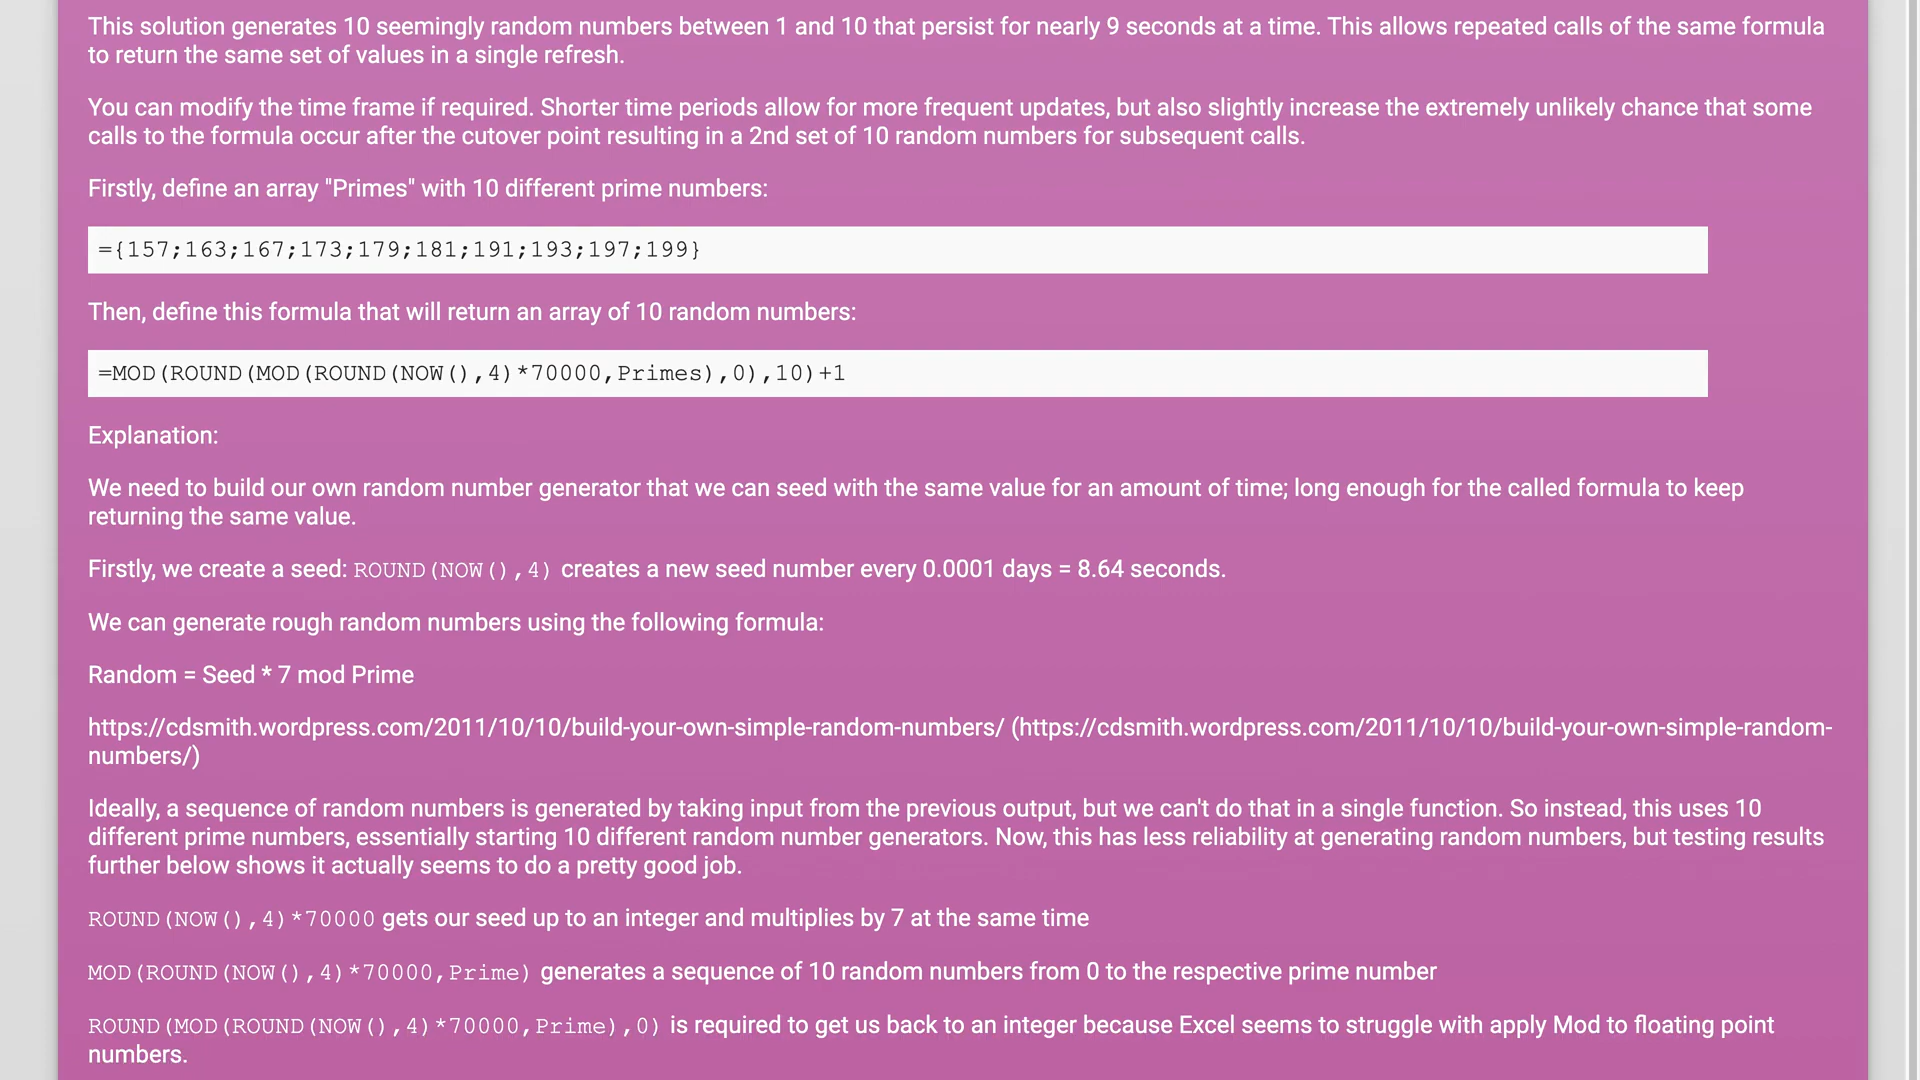 This solution generates 10 seemingly random numbers between 1 and 10 that persist for nearly 9 seconds at a time. This allows repeated calls of the same formula
to return the same set of values in a single refresh.
You can modify the time frame if required. Shorter time periods allow for more frequent updates, but also slightly increase the extremely unlikely chance that some
calls to the formula occur after the cutover point resulting in a 2nd set of 10 random numbers for subsequent calls.
Firstly, define an array "Primes" with 10 different prime numbers:
={157;163;167;173;179;181;191;193;197;199}
Then, define this formula that will return an array of 10 random numbers:
=MOD(ROUND(MOD(ROUND(NOW(),4)*70000,Primes),0),10)+1
Explanation:
We need to build our own random number generator that we can seed with the same value for an amount of time; long enough for the called formula to keep
returning the same value.
Firstly, we create a seed: ROUND(NOW(),4) creates a new seed number every 0.0001 days = 8.64 seconds.
We can generate rough random numbers using the following formula:
Random = Seed * 7 mod Prime
https://cdsmith.wordpress.com/2011/10/10/build-your-own-simple-random-numbers/ (https://cdsmith.wordpress.com/2011/10/10/build-your-own-simple-random-
numbers/)
Ideally, a sequence of random numbers is generated by taking input from the previous output, but we can't do that in a single function. So instead, this uses 10
different prime numbers, essentially starting 10 different random number generators. Now, this has less reliability at generating random numbers, but testing results
further below shows it actually seems to do a pretty good job.
ROUND(NOW(),4)*70000 gets our seed up to an integer and multiplies by 7 at the same time
MOD(ROUND(NOW(),4)*70000,Prime) generates a sequence of 10 random numbers from 0 to the respective prime number
ROUND(MOD(ROUND(NOW(),4)*70000,Prime),0) is required to get us back to an integer because Excel seems to struggle with apply Mod to floating point
numbers.